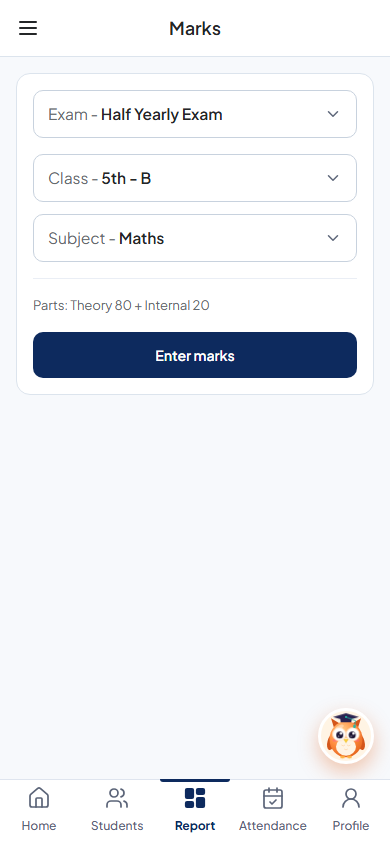 Marks
Exam - Half Yearly Exam
Class - 5th - B
Subject - Maths
Parts: Theory 80 + Internal 20
Enter marks
Home
Students
Report
Attendance
Profile